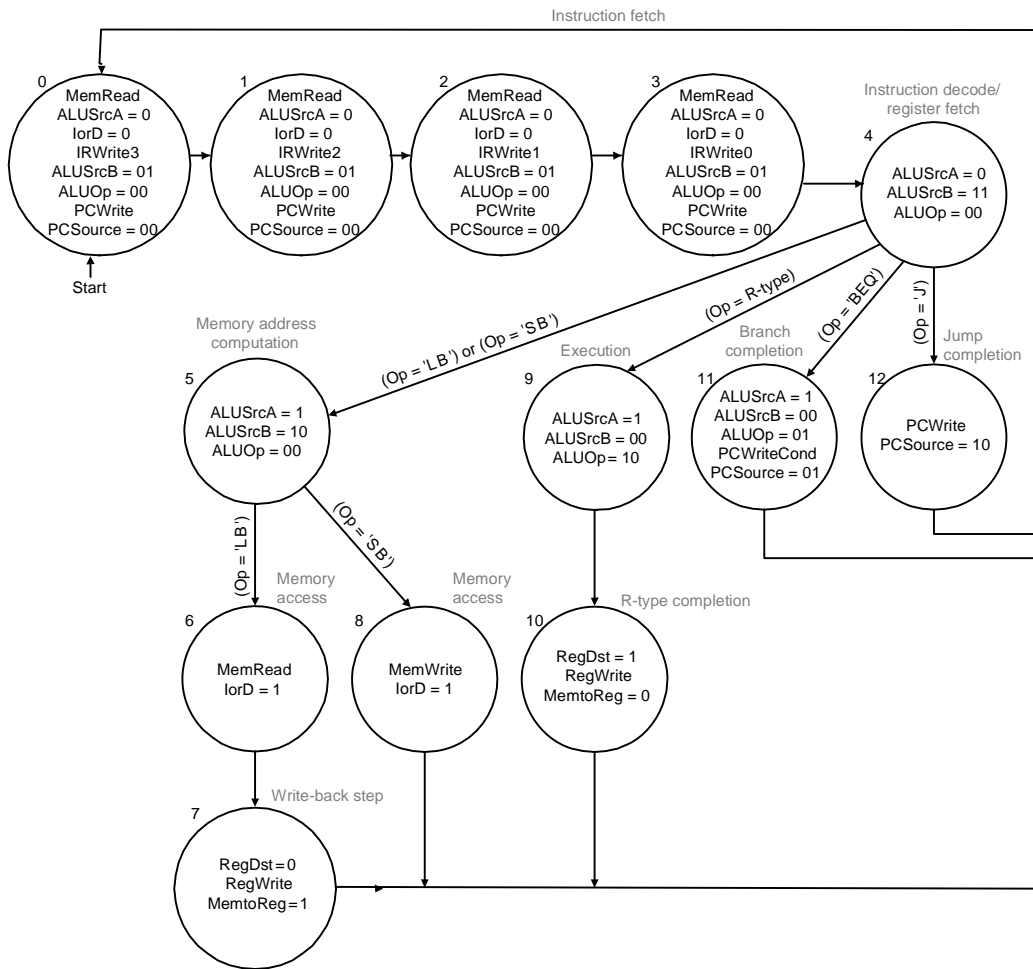 Instruction fetch
0
MemRead
ALUSrcA = 0
IorD = 0
IRWrite3
ALUSrcB = 01
ALUOp = 00
PCWrite
PCSource = 00
Start
1
MemRead
ALUSrcA = 0
IorD = 0
IRWrite2
ALUSrcB = 01
ALUOp = 00
PCWrite
PCSource = 00
2
MemRead
ALUSrcA = 0
IorD = 0
IRWrite1
ALUSrcB = 01
ALUOp = 00
PCWrite
PCSource = 00
3
MemRead
ALUSrcA = 0
IorD = 0
IRWrite0
ALUSrcB = 01
ALUOp = 00
PCWrite
PCSource = 00
Instruction decode/
register fetch
4
ALUSrcA = 0
ALUSrcB = 11
ALUOp = 00
(Op = 'LB') or (Op = 'SB')
(Op = R-type)
(Op = 'BEQ')
(Op = 'J')
Memory address
computation
5
ALUSrcA = 1
ALUSrcB = 10
ALUOp = 00
Execution
9
ALUSrcA = 1
ALUSrcB = 00
ALUOp = 10
Branch
completion
11
ALUSrcA = 1
ALUSrcB = 00
ALUOp = 01
PCWriteCond
PCSource = 01
Jump
completion
12
PCWrite
PCSource = 10
(Op = 'LB')
(Op = 'SB')
Memory
access
6
MemRead
IorD = 1
Memory
access
8
MemWrite
IorD = 1
R-type completion
10
RegDst = 1
RegWrite
MemtoReg = 0
Write-back step
7
RegDst = 0
RegWrite
MemtoReg = 1